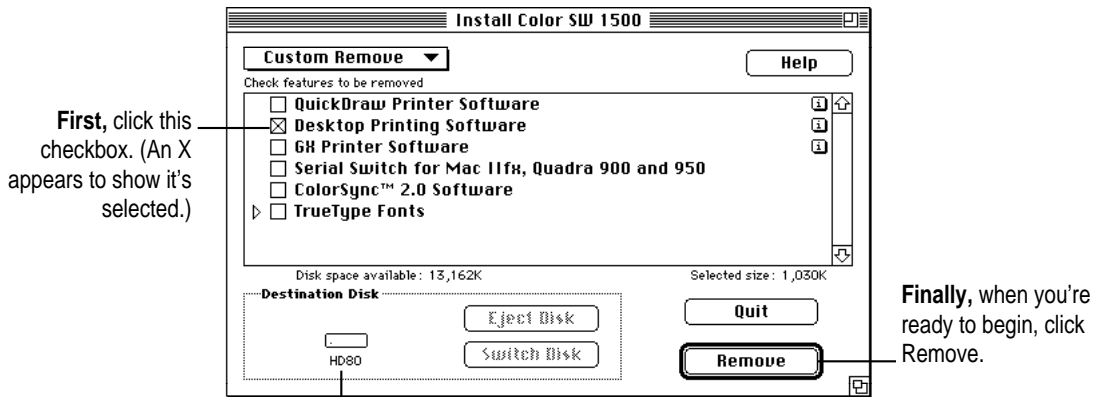 Install Color SW 1500
Custom Remove
Help
Check features to be removed
QuickDraw Printer Software
Desktop Printing Software
GX Printer Software
Serial Switch for Mac IIfx, Quadra 900 and 950
ColorSync™ 2.0 Software
TrueType Fonts
Disk space available: 13,162K
Selected size: 1,030K
Destination Disk
Eject Disk
Switch Disk
HD80
Quit
Remove
First, click this
checkbox. (An X
appears to show it's
selected.)
Finally, when you're
ready to begin, click
Remove.